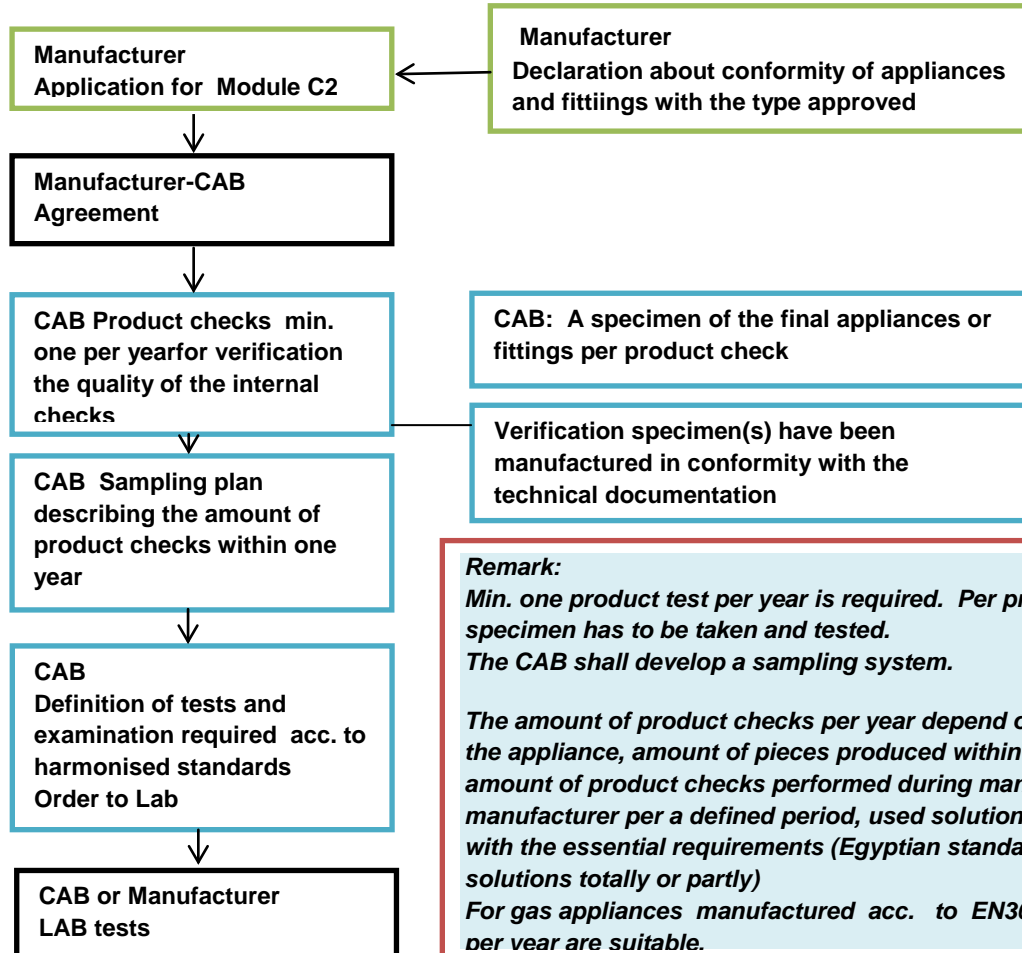 Manufacturer
Application for Module C2
Manufacturer
Declaration about conformity of appliances
and fittiings with the type approved
Manufacturer-CAB
Agreement
CAB Product checks min.
one per yearfor verification
the quality of the internal
checks
CAB: A specimen of the final appliances or
fittings per product check
Verification specimen(s) have been
manufactured in conformity with the
technical documentation
CAB Sampling plan
describing the amount of
product checks within one
year
Remark:
Min. one product test per year is required. Per
specimen has to be taken and tested.
The CAB shall develop a sampling system.
The amount of product checks per year depend
the appliance, amount of pieces produced within
amount of product checks performed during
manufacturer per a defined period, used
with the essential requirements (Egyptian
solutions totally or partly)
For gas appliances manufactured acc. to
per year are suitable.
CAB
Definition of tests and
examination required acc. to
harmonised standards
Order to Lab
CAB or Manufacturer
LAB tests